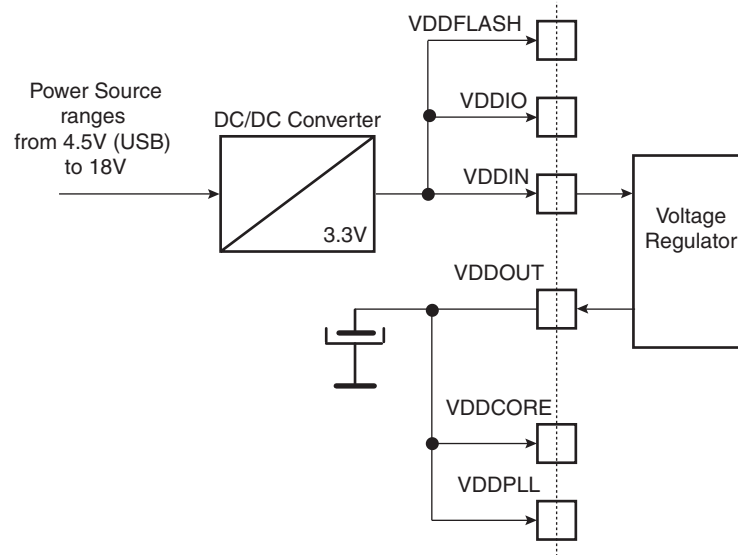 VDDFLASH
Power Source
ranges
from 4.5V (USB)
to 18V
DC/DC Converter
VDDIO
VDDIN
3.3V
Voltage
Regulator
VDDOUT
VDDCORE
VDDPLL